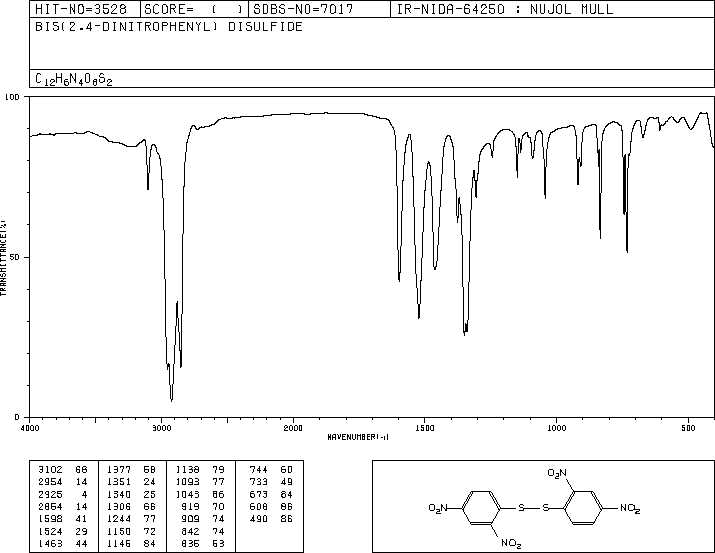 HIT-NO=3528 SCORE= ( ) SDBS-NO=7017 IR-NIDA-64250 : NUJOL MULL
BIS(2,4-DINITROPHENYL) DISULFIDE
C12H6N4O8S2
100
50
0
TRANSMITTANCE(%)
4000 3000 2000 1500 1000 500
WAVENUMBER(-1)
3102 68 1377 58 1138 79 744 60
2954 14 1351 24 1093 77 733 49
2925 4 1340 25 1043 86 673 84
2854 14 1306 66 919 70 608 86
1598 41 1244 77 909 74 490 86
1524 29 1150 72 842 74
1463 44 1146 84 835 53
NO2
O2N
O2N
S S
NO2
NO2